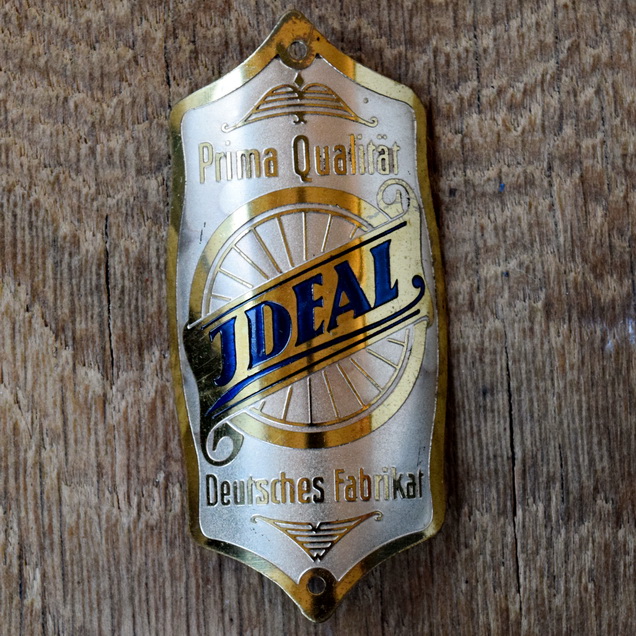 Prima Qualität
JDEAL
Deutsches Fabrikat